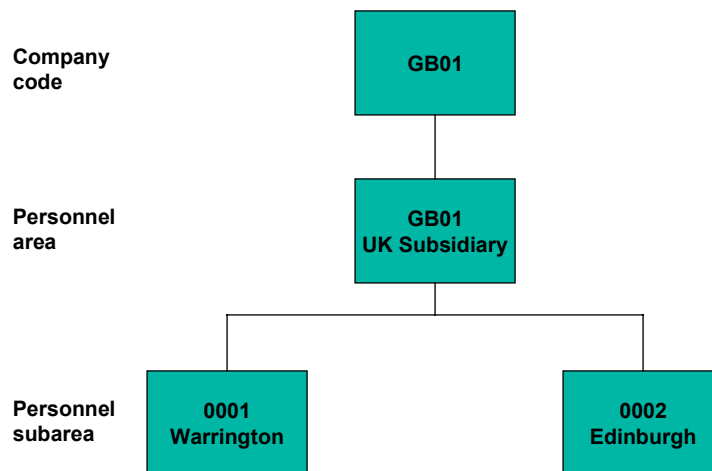 Company
code
GB01
Personnel
area
GB01
UK Subsidiary
Personnel
subarea
0001
Warrington
0002
Edinburgh